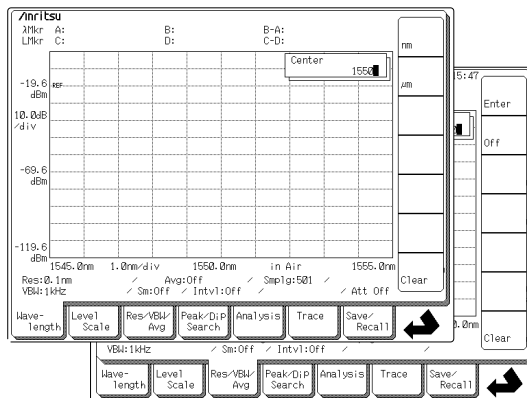 Anritsu
λMkr A: B: B-A:
LMkr C: D: C-D:
nm
Center
1550
μm
-19.6
dBm
REF
10.0dB
/div
-69.6
dBm
-119.6
dBm
1545.0nm 1.0nm/div 1550.0nm in Air 1555.0nm
Res:0.1nm / Avg:Off / Smplg:501 /
VBW:1kHz / Sm:Off / Intvl:Off / / Att Off
Clear
Wave-
length
Level
Scale
Res/VBW/
Avg
Peak/Dip
Search
Analysis
Trace
Save/
Recall
15:47
Enter
Off
0.0nm
Clear
VBW:1kHz / Sm:Off / Intvl:Off / /
Wave-
length
Level
Scale
Res/VBW/
Avg
Peak/Dip
Search
Analysis
Trace
Save/
Recall